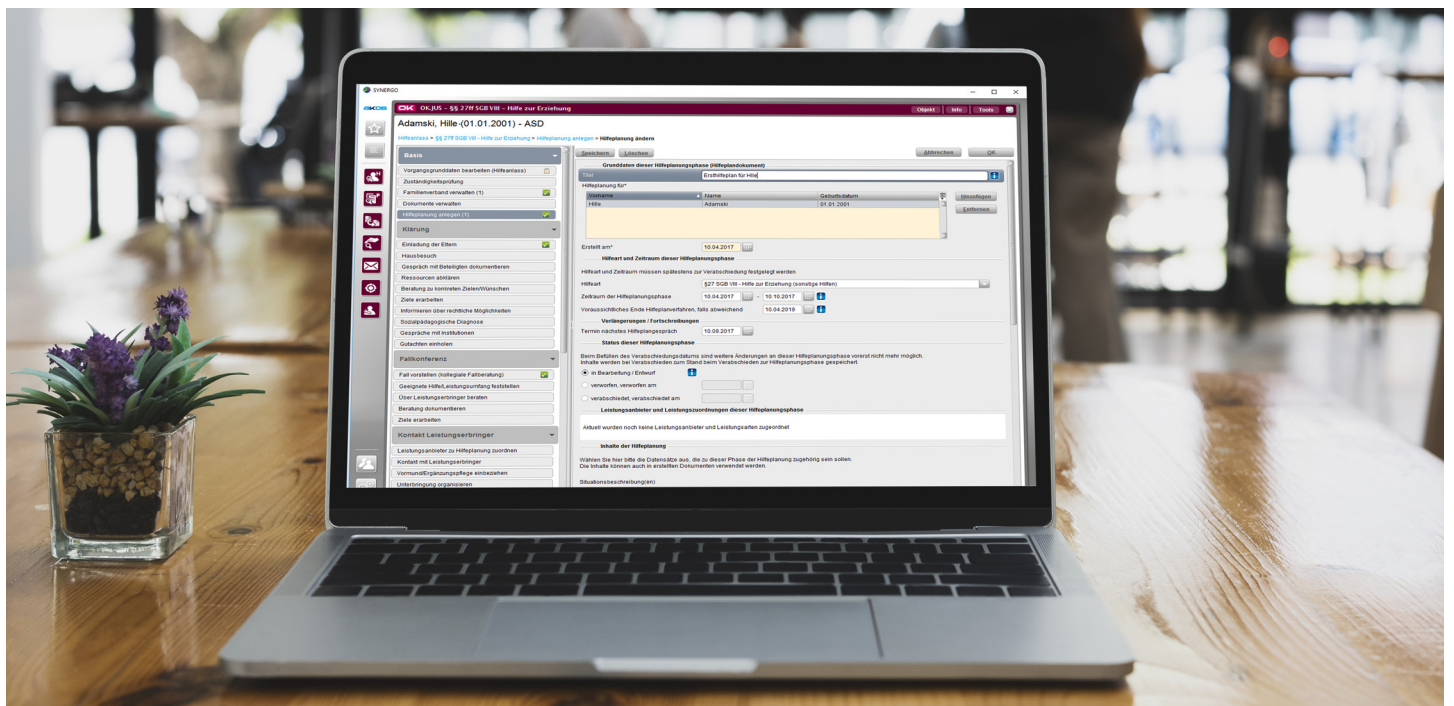 SYNERGO
AKDB
OK OK.JUS – §§ 27ff SGB VIII – Hilfe zur Erziehung
Objekt Info Tools
Adamski, Hille (01.01.2001) - ASD
Hilfeanlass » §§ 27ff SGB VIII - Hilfe zur Erziehung » Hilfeplanung anlegen » Hilfeplanung ändern
Basis
Vorgangsgrunddaten bearbeiten (Hilfeanlass)
Zuständigkeitsprüfung
Familienverband verwalten (1)
Dokumente verwalten
Hilfeplanung anlegen (1)
Klärung
Einladung der Eltern
Hausbesuch
Gespräch mit Beteiligten dokumentieren
Ressourcen abklären
Beratung zu konkreten Zielen/Wünschen
Ziele erarbeiten
Informieren über rechtliche Möglichkeiten
Sozialpädagogische Diagnose
Gespräche mit Institutionen
Gutachten einholen
Fallkonferenz
Fall vorstellen (kollegiale Fallberatung)
Geeignete Hilfe/Leistungsumfang feststellen
Über Leistungserbringer beraten
Beratung dokumentieren
Ziele erarbeiten
Kontakt Leistungserbringer
Leistungsanbieter zu Hilfeplanung zuordnen
Kontakt mit Leistungserbringer
Vormund/Ergänzungspflege einbeziehen
Unterbringung organisieren
Speichern Löschen Abbrechen OK
Grunddaten dieser Hilfeplanungsphase (Hilfeplandokument)
Titel Ersthilfeplan für Hille
Hilfeplanung für*
Vorname Name Geburtsdatum
Hille Adamski 01.01.2001
Hinzufügen
Entfernen
Erstellt am* 10.04.2017
Hilfeart und Zeitraum dieser Hilfeplanungsphase
Hilfeart und Zeitraum müssen spätestens zur Verabschiedung festgelegt werden
Hilfeart §27 SGB VIII - Hilfe zur Erziehung (sonstige Hilfen)
Zeitraum der Hilfeplanungsphase 10.04.2017 - 10.10.2017
Voraussichtliches Ende Hilfeplanverfahren, falls abweichend 10.04.2019
Verlängerungen / Fortschreibungen
Termin nächstes Hilfeplangespräch 10.09.2017
Status dieser Hilfeplanungsphase
Beim Befüllen des Verabschiedungsdatums sind weitere Änderungen an dieser Hilfeplanungsphase vorerst nicht mehr möglich.
Inhalte werden bei Verabschieden zum Stand beim Verabschieden zur Hilfeplanungsphase gespeichert.
in Bearbeitung / Entwurf
verworfen, verworfen am
verabschiedet, verabschiedet am
Leistungsanbieter und Leistungszuordnungen dieser Hilfeplanungsphase
Aktuell wurden noch keine Leistungsanbieter und Leistungsarten zugeordnet
Inhalte der Hilfeplanung
Wählen Sie hier bitte die Datensätze aus, die zu dieser Phase der Hilfeplanung zugehörig sein sollen.
Die Inhalte können auch in erstellten Dokumenten verwendet werden.
Situationsbeschreibung(en)